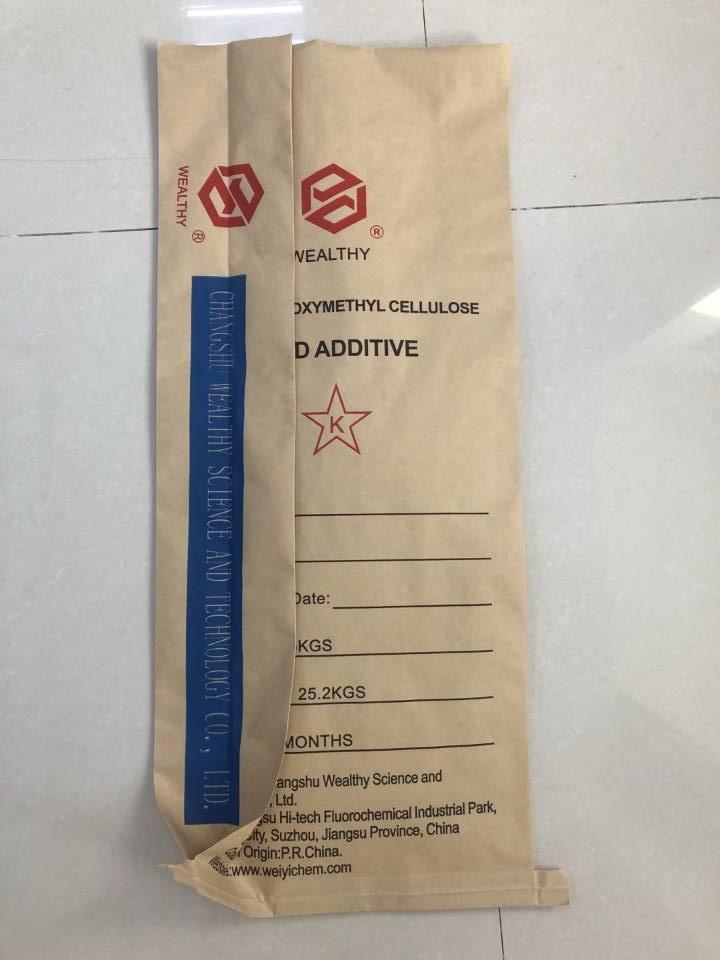 WEALTHY
®
CHANGSHU WEALTHY SCIENCE AND TECHNOLOGY CO., LTD.
®
WEALTHY
OXYMETHYL CELLULOSE
D ADDITIVE
K
Date:
KGS
25.2KGS
MONTHS
angshu Wealthy Science and
, Ltd.
gsu Hi-tech Fluorochemical Industrial Park,
ity, Suzhou, Jiangsu Province, China
Origin:P.R.China.
Website:www.weiyichem.com